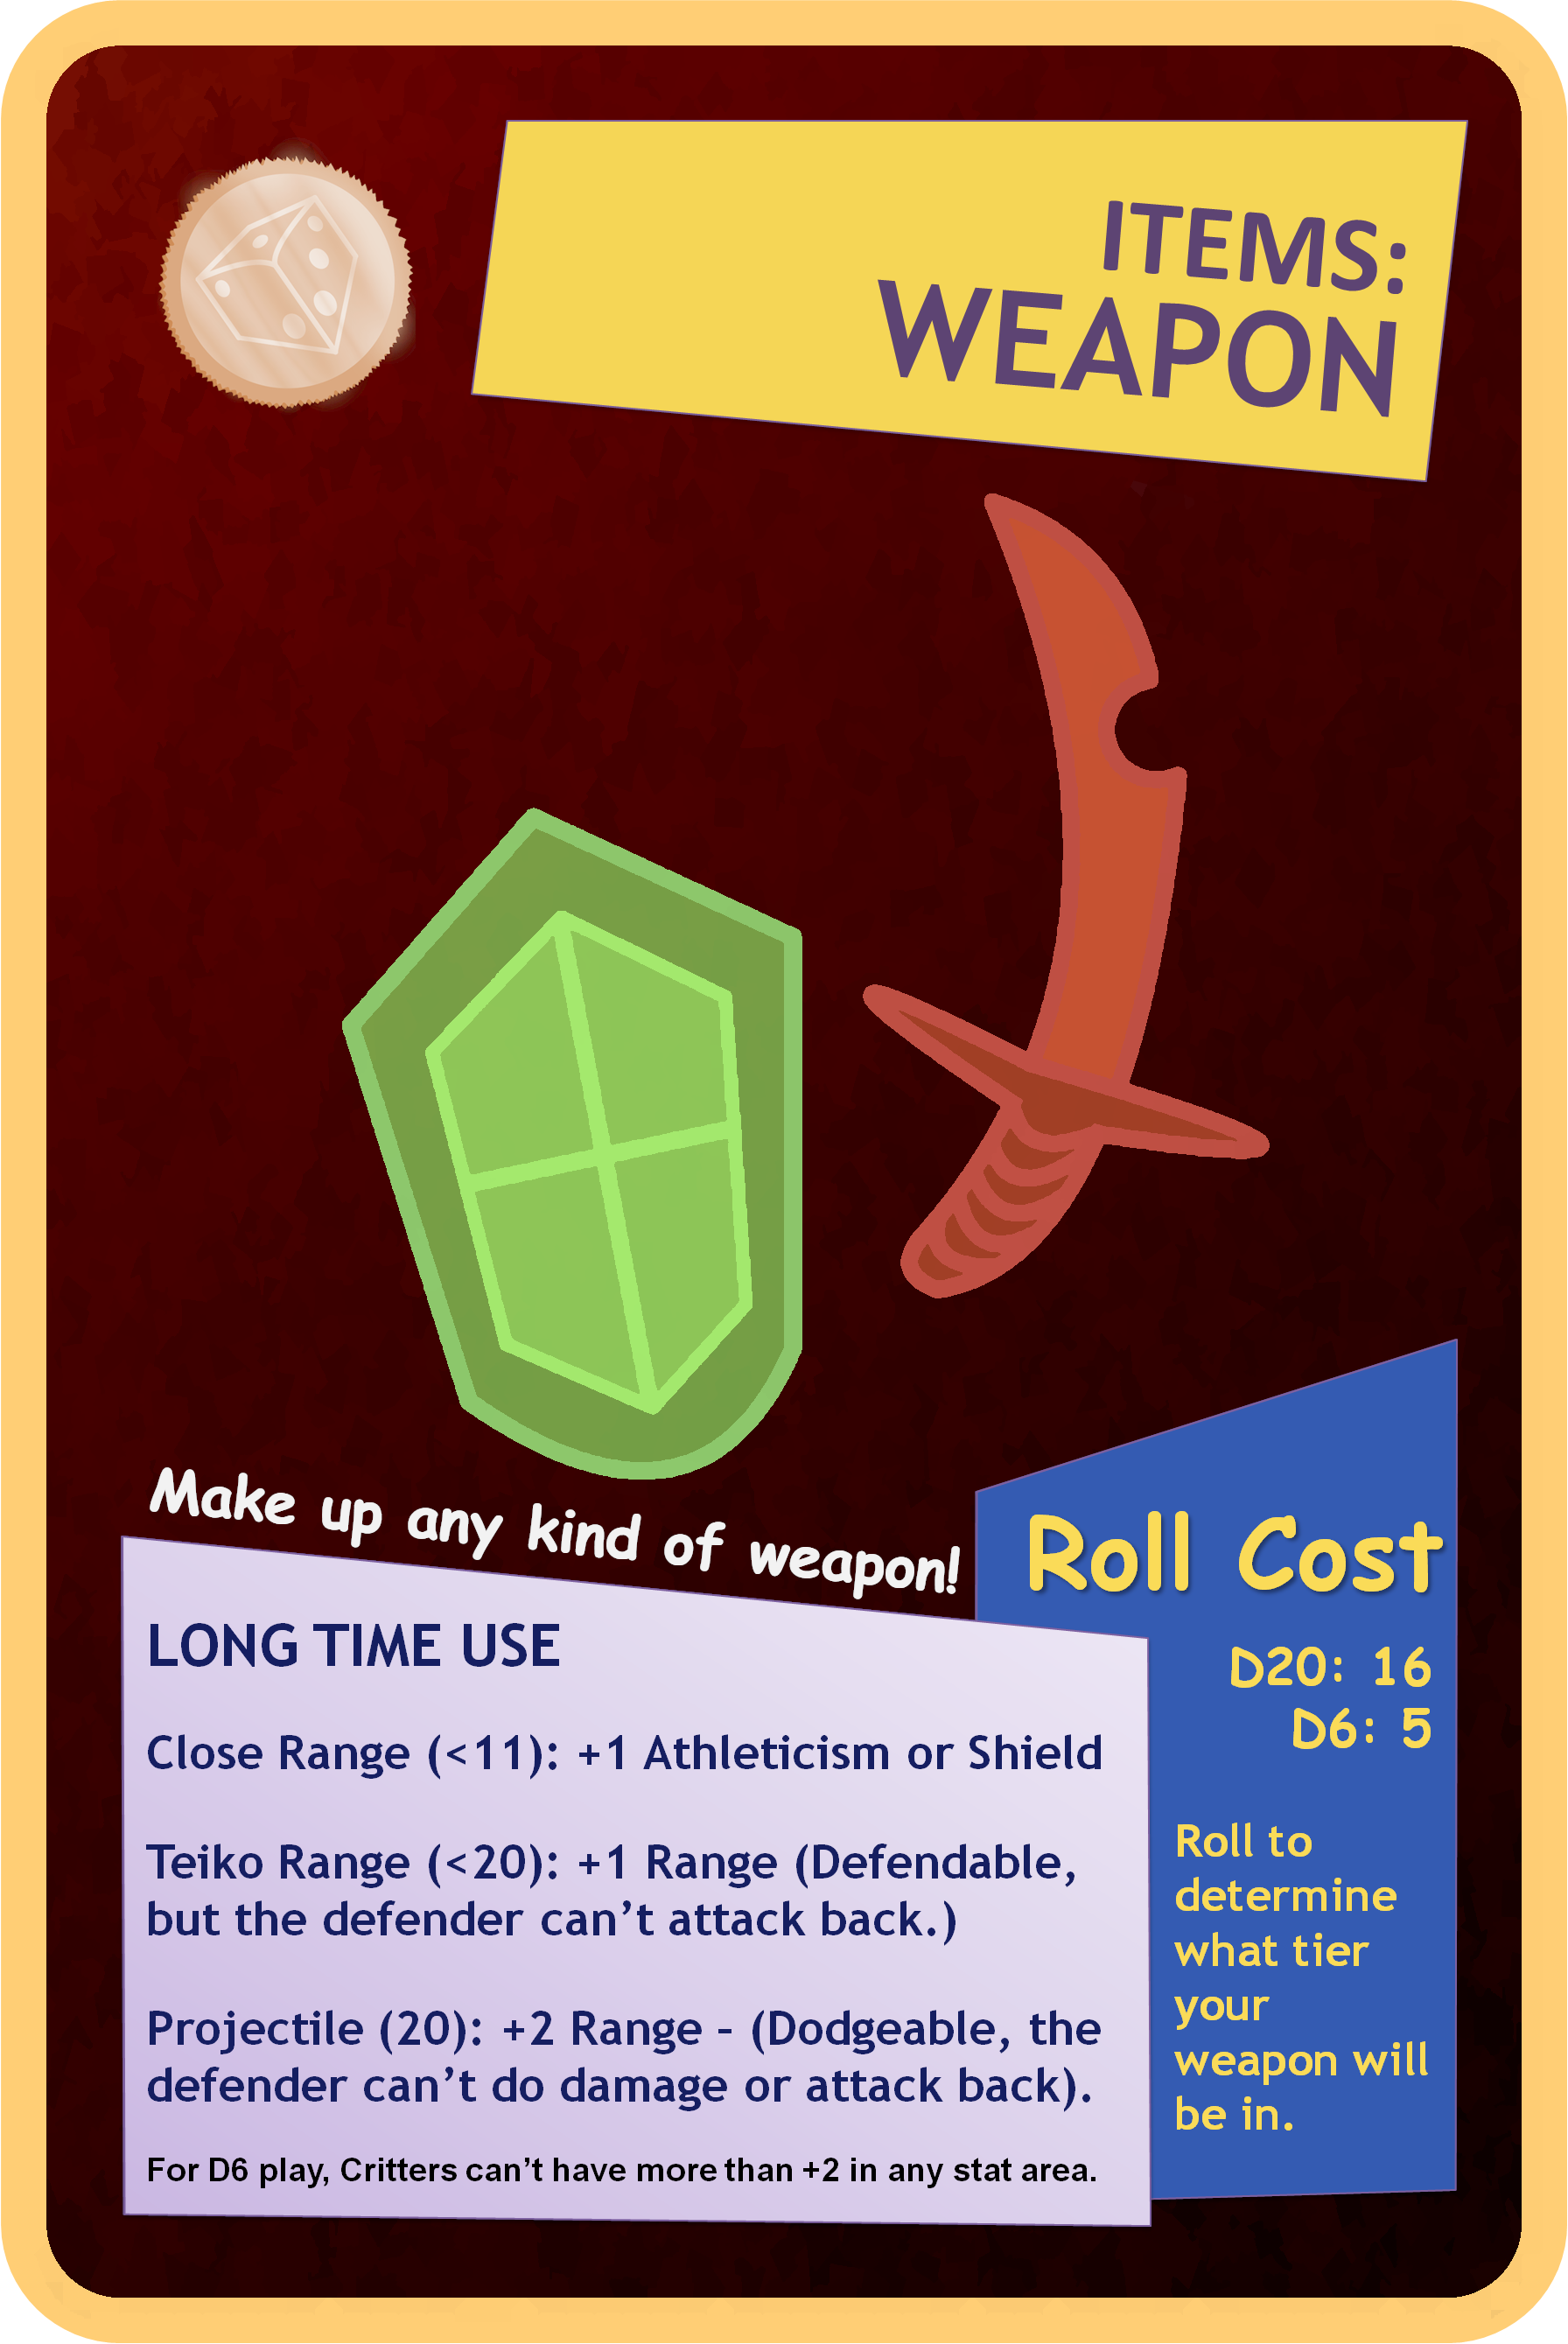 ITEMS:
WEAPON
Make up any kind of weapon!
LONG TIME USE
Close Range (<11): +1 Athleticism or Shield
Teiko Range (<20): +1 Range (Defendable,
but the defender can’t attack back.)
Projectile (20): +2 Range – (Dodgeable, the
defender can’t do damage or attack back).
For D6 play, Critters can’t have more than +2 in any stat area.
Roll Cost
D20: 16
D6: 5
Roll to
determine
what tier
your
weapon will
be in.